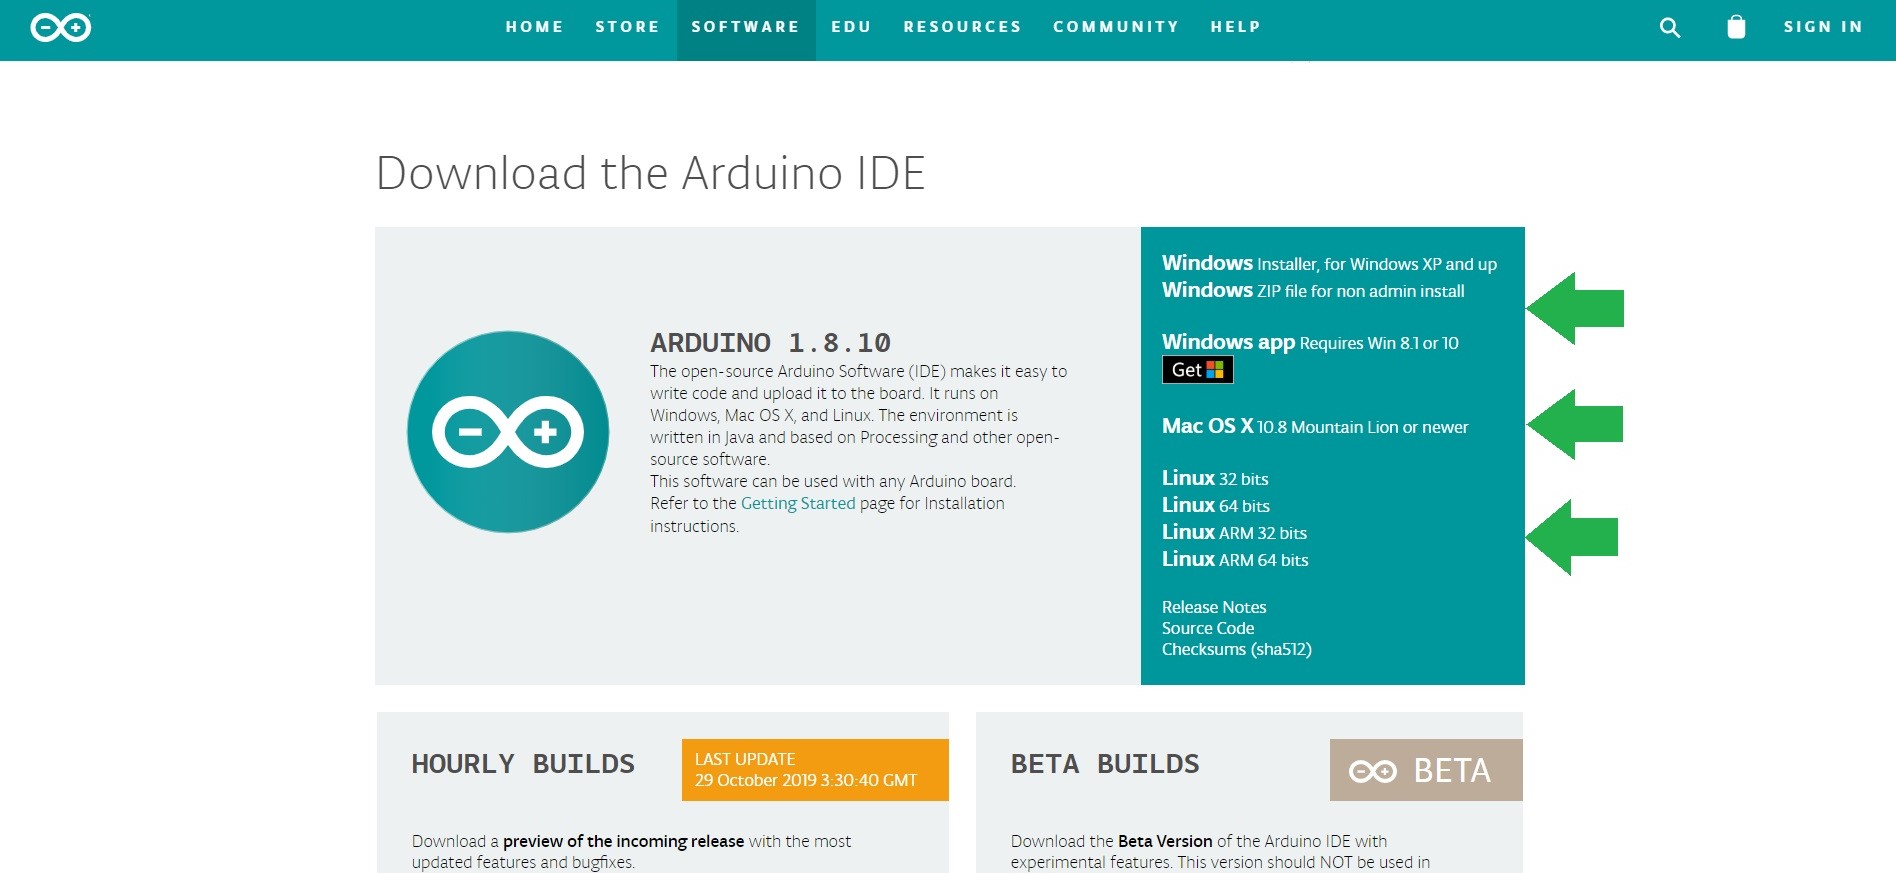 HOME STORE SOFTWARE EDU RESOURCES COMMUNITY HELP SIGN IN
Download the Arduino IDE
ARDUINO 1.8.10
The open-source Arduino Software (IDE) makes it easy to
write code and upload it to the board. It runs on
Windows, Mac OS X, and Linux. The environment is
written in Java and based on Processing and other open-
source software.
This software can be used with any Arduino board.
Refer to the Getting Started page for Installation
instructions.
Windows Installer, for Windows XP and up
Windows ZIP file for non admin install
Windows app Requires Win 8.1 or 10
Get
Mac OS X 10.8 Mountain Lion or newer
Linux 32 bits
Linux 64 bits
Linux ARM 32 bits
Linux ARM 64 bits
Release Notes
Source Code
Checksums (sha512)
HOURLY BUILDS
LAST UPDATE
29 October 2019 3:30:40 GMT
Download a preview of the incoming release with the most
updated features and bugfixes.
BETA BUILDS
BETA
Download the Beta Version of the Arduino IDE with
experimental features. This version should NOT be used in